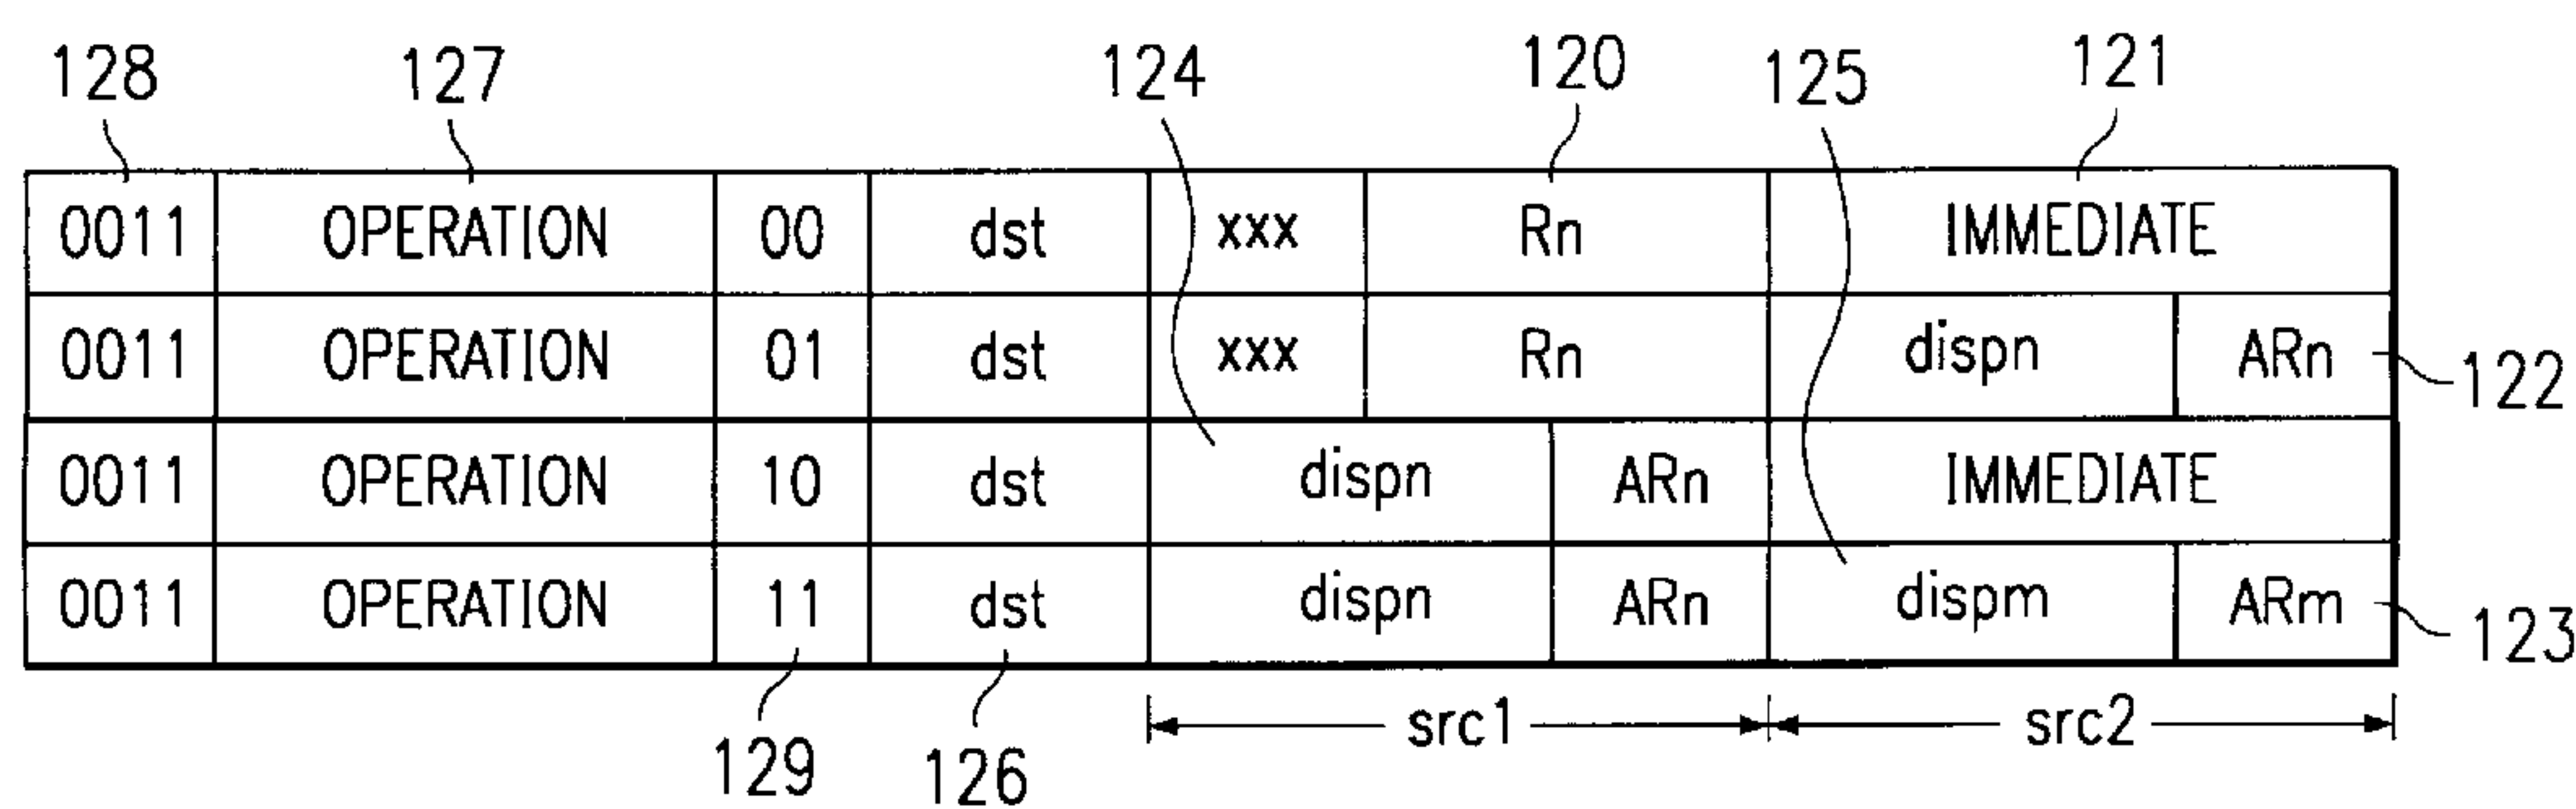 128 127 124 120 125 121
0011 OPERATION 00 dst xxx Rn IMMEDIATE
0011 OPERATION 01 dst xxx Rn dispn ARn 122
0011 OPERATION 10 dst dispn ARn IMMEDIATE
0011 OPERATION 11 dst dispn ARn dispm ARm 123
129 126 src1 src2